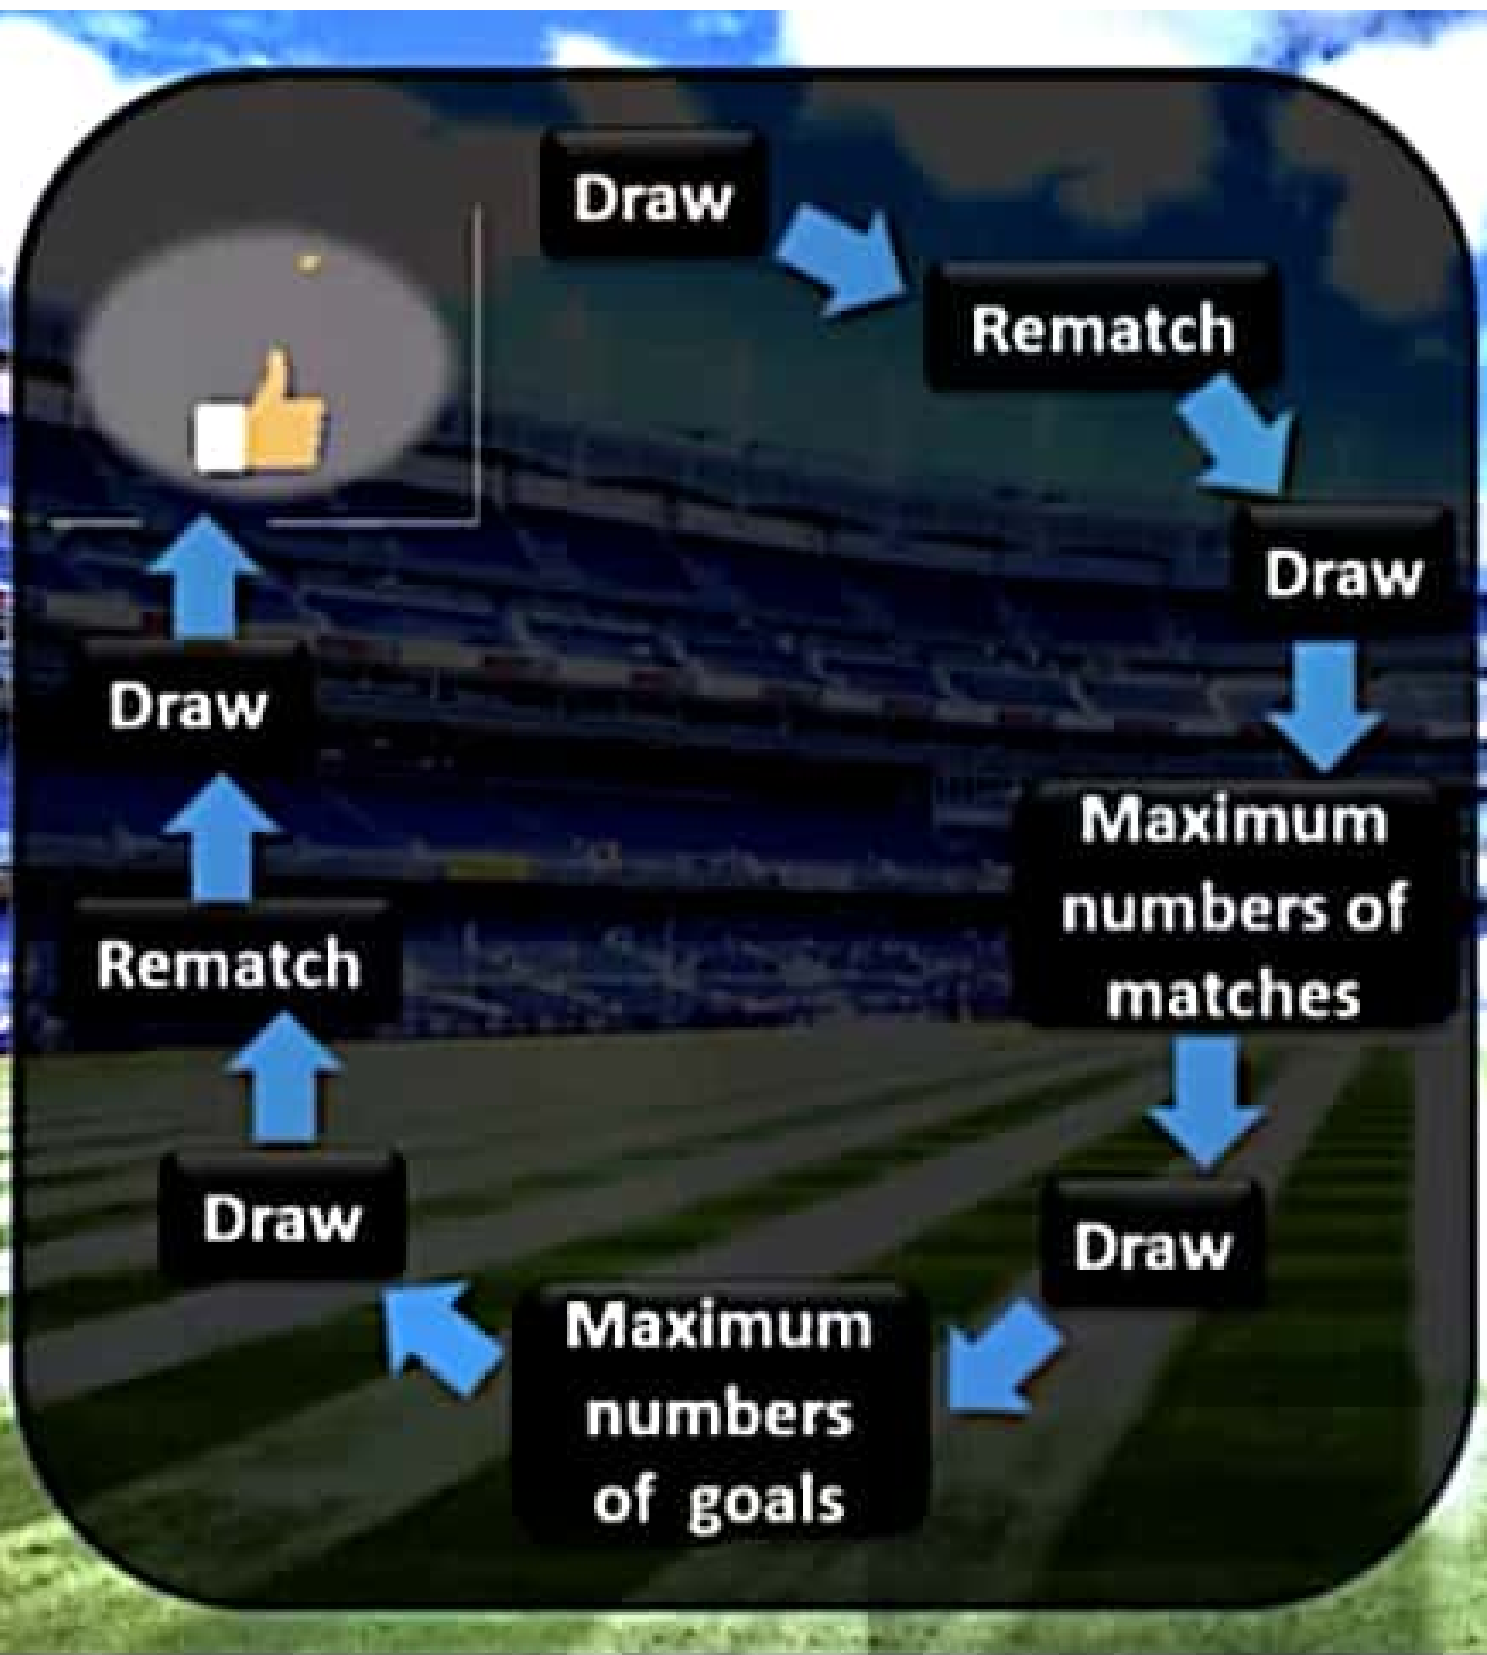 Draw
Rematch
Draw
Maximum
numbers of
matches
Draw
Maximum
numbers
of goals
Draw
Rematch
Draw